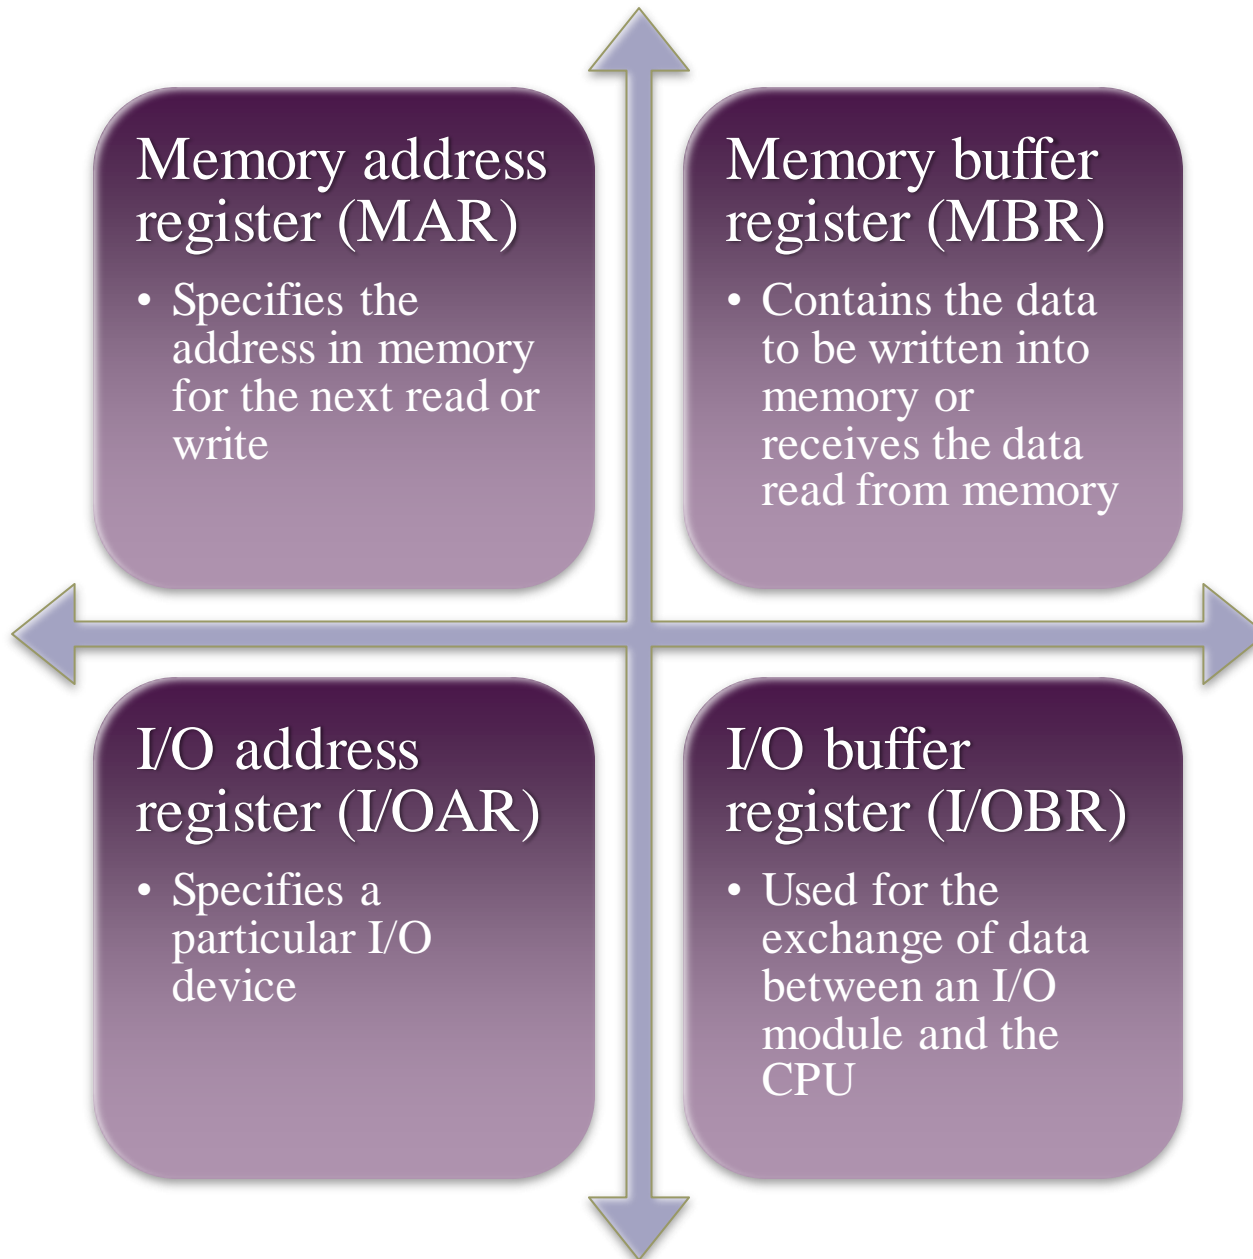 Memory address
register (MAR)
• Specifies the
address in memory
for the next read or
write
Memory buffer
register (MBR)
• Contains the data
to be written into
memory or
receives the data
read from memory
I/O address
register (I/OAR)
• Specifies a
particular I/O
device
I/O buffer
register (I/OBR)
• Used for the
exchange of data
between an I/O
module and the
CPU